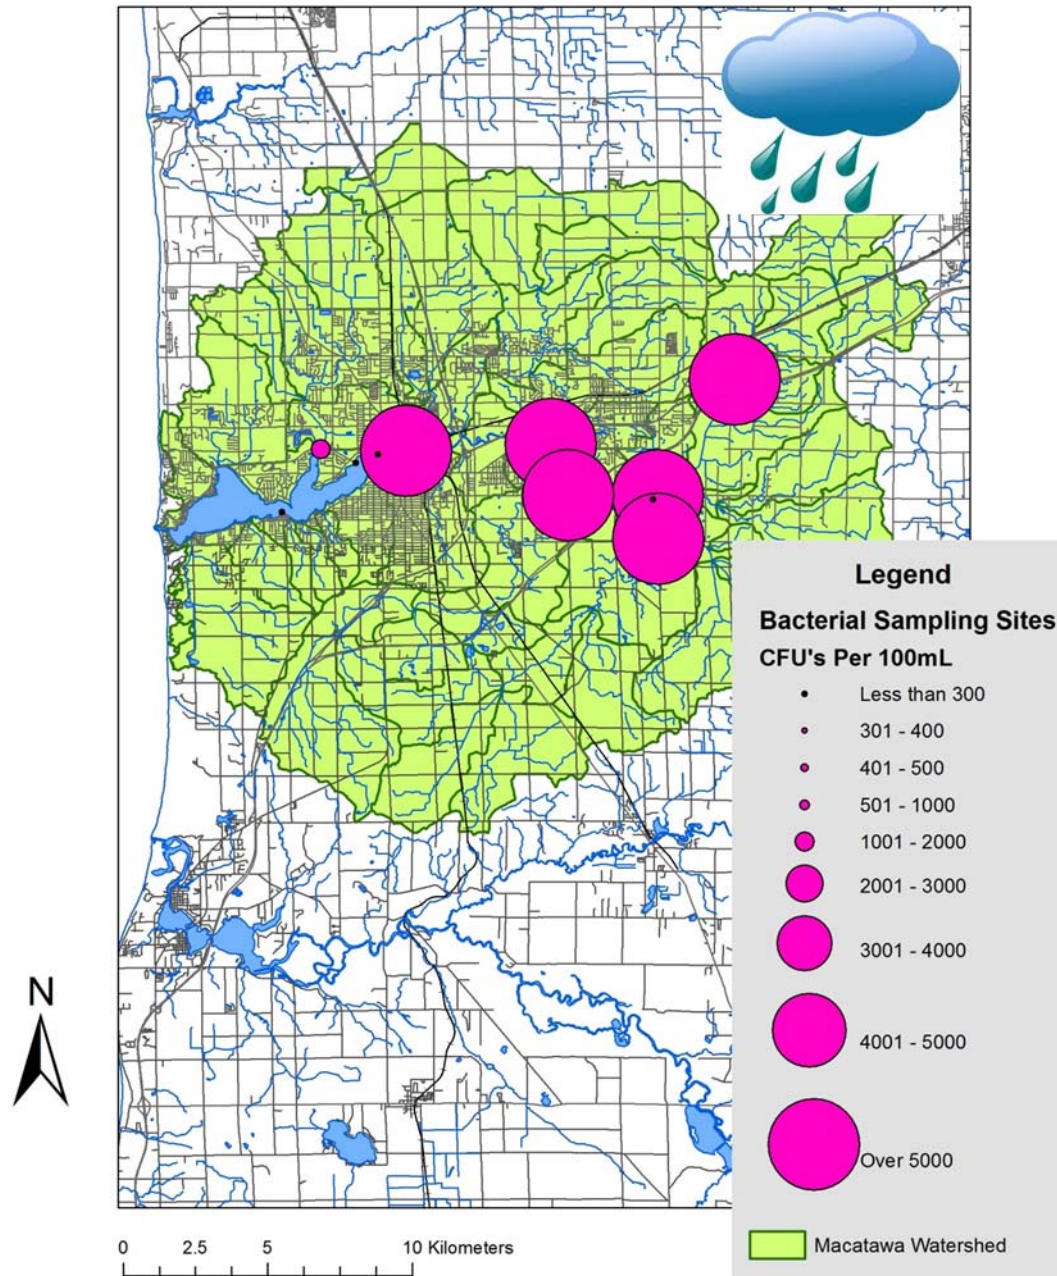 Legend
Bacterial Sampling Sites
CFU's Per 100mL
Less than 300
301 - 400
401 - 500
501 - 1000
1001 - 2000
2001 - 3000
3001 - 4000
4001 - 5000
Over 5000
Macatawa Watershed
N
0 2.5 5 10 Kilometers